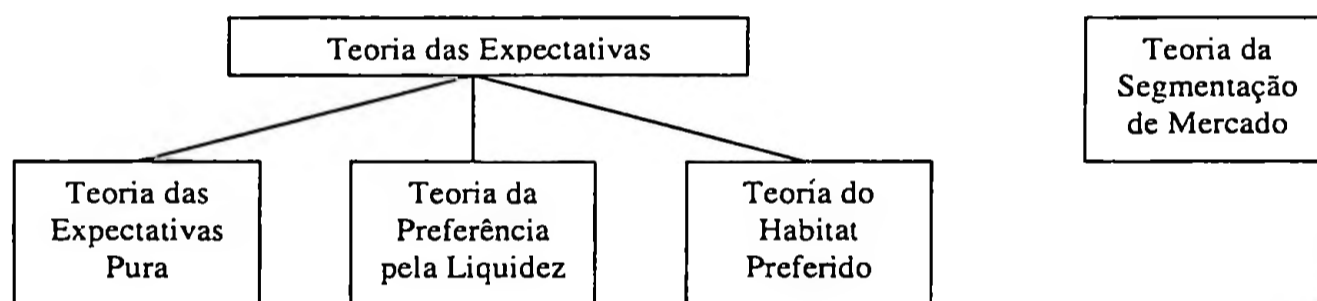 Teoria das Expectativas
Teoria da
Segmentação
de Mercado
Teoria das
Expectativas
Pura
Teoria da
Preferência
pela Liquidez
Teoría do
Habitat
Preferido